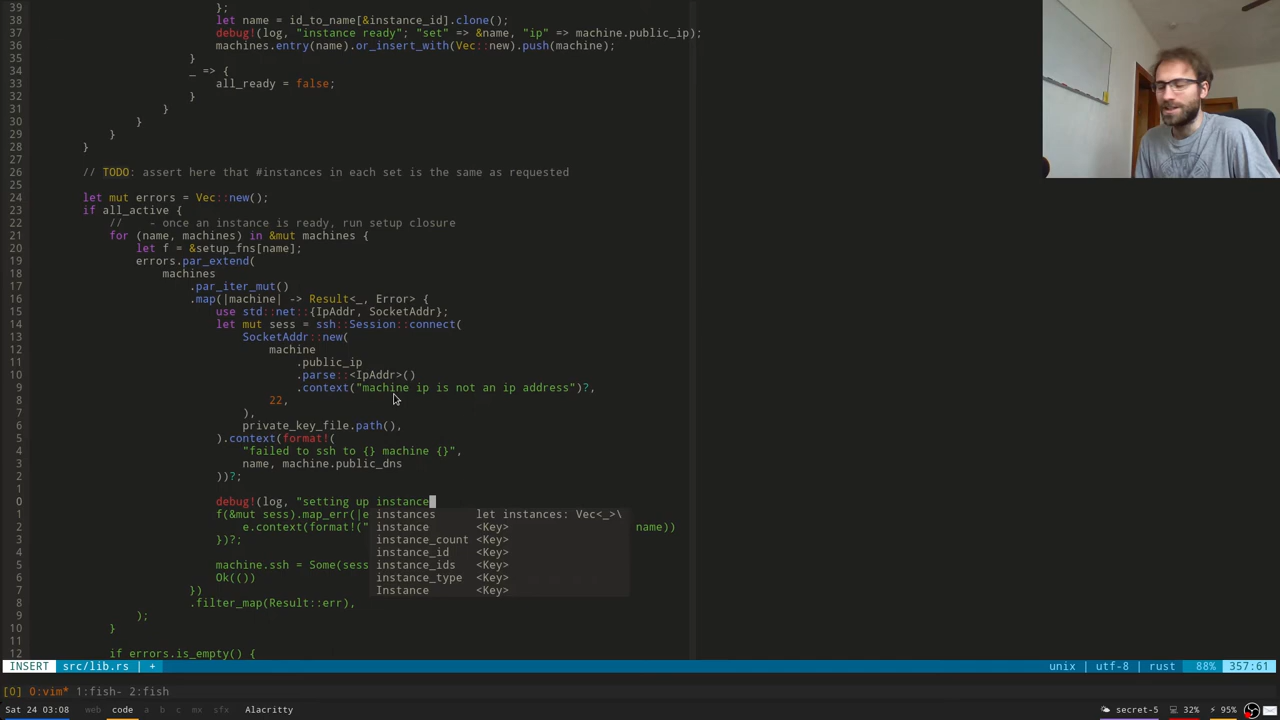 39                             };
38                             let name = id_to_name[&instance_id].clone();
37                             debug!(log, "instance ready"; "set" => &name, "ip" => machine.public_ip);
36                             machines.entry(name).or_insert_with(Vec::new).push(machine);
35                         }
34                         _ => {
33                             all_ready = false;
32                         }
31                     }
30                 }
29             }
28         }
27
26         // TODO: assert here that #instances in each set is the same as requested
25
24         let mut errors = Vec::new();
23         if all_active {
22             //    - once an instance is ready, run setup closure
21             for (name, machines) in &mut machines {
20                 let f = &setup_fns[name];
19                 errors.par_extend(
18                     machines
17                         .par_iter_mut()
16                         .map(|machine| -> Result<_, Error> {
15                             use std::net::{IpAddr, SocketAddr};
14                             let mut sess = ssh::Session::connect(
13                                 SocketAddr::new(
12                                     machine
11                                         .public_ip
10                                         .parse::<IpAddr>()
9                                         .context("machine ip is not an ip address")?,
8                                     22,
7                                 ),
6                                 private_key_file.path(),
5                             ).context(format!(
4                                 "failed to ssh to {} machine {}",
3                                 name, machine.public_dns
2                             ))?;
1
0                             debug!(log, "setting up instance
1                             f(&mut sess).map_err(|e instances let instances: Vec<_>\
2                                 e.context(format!(" instance <Key> name))
3                             })?; instance_count <Key>
4 instance_id <Key>
5                             machine.ssh = Some(sess instance_ids <Key>
6                             Ok(()) instance_type <Key>
7                         }) Instance <Key>
8                         .filter_map(Result::err),
9                 );
10             }
11
12             if errors.is_empty() {
INSERT src/lib.rs | + unix | utf-8 | rust 88% 357:61
[0] 0:vim* 1:fish- 2:fish
Sat 24 03:08 web code a b c mx sfx Alacritty secret-5 32% 95%